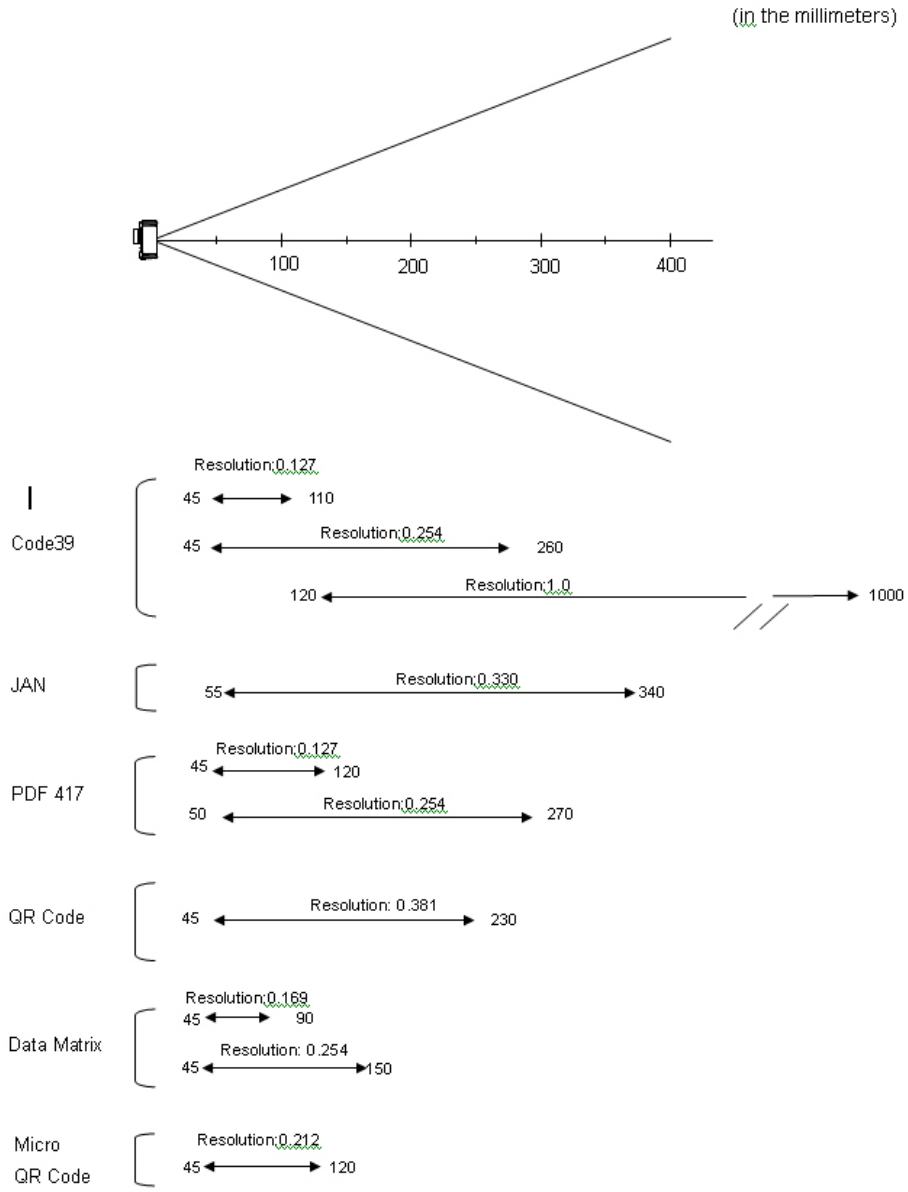 (in the millimeters)
100 200 300 400
Resolution:0.127
45 110
Code39
Resolution:0.254
45 260
Resolution:1.0
120 1000
JAN
Resolution:0.330
55 340
PDF 417
Resolution:0.127
45 120
Resolution:0.254
50 270
QR Code
Resolution: 0.381
45 230
Data Matrix
Resolution:0.169
45 90
Resolution: 0.254
45 150
Micro
QR Code
Resolution:0.212
45 120